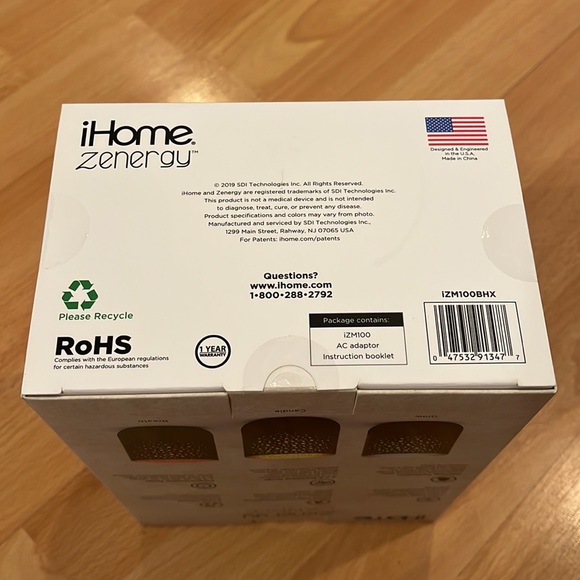 iHome®
zenergy™
Designed & Engineered
in the U.S.A.
Made in China
© 2019 SDI Technologies Inc. All Rights Reserved.
iHome and Zenergy are registered trademarks of SDI Technologies Inc.
This product is not a medical device and is not intended
to diagnose, treat, cure, or prevent any disease.
Product specifications and colors may vary from photo.
Manufactured and serviced by SDI Technologies Inc.,
1299 Main Street, Rahway, NJ 07065 USA
For Patents: ihome.com/patents
Questions?
www.ihome.com
1•800•288•2792
Please Recycle
RoHS
Complies with the European regulations
for certain hazardous substances
1 YEAR
WARRANTY
Package contains:
iZM100
AC adaptor
Instruction booklet
iZM100BHX
0 47532 91347 7
Candle
iHome